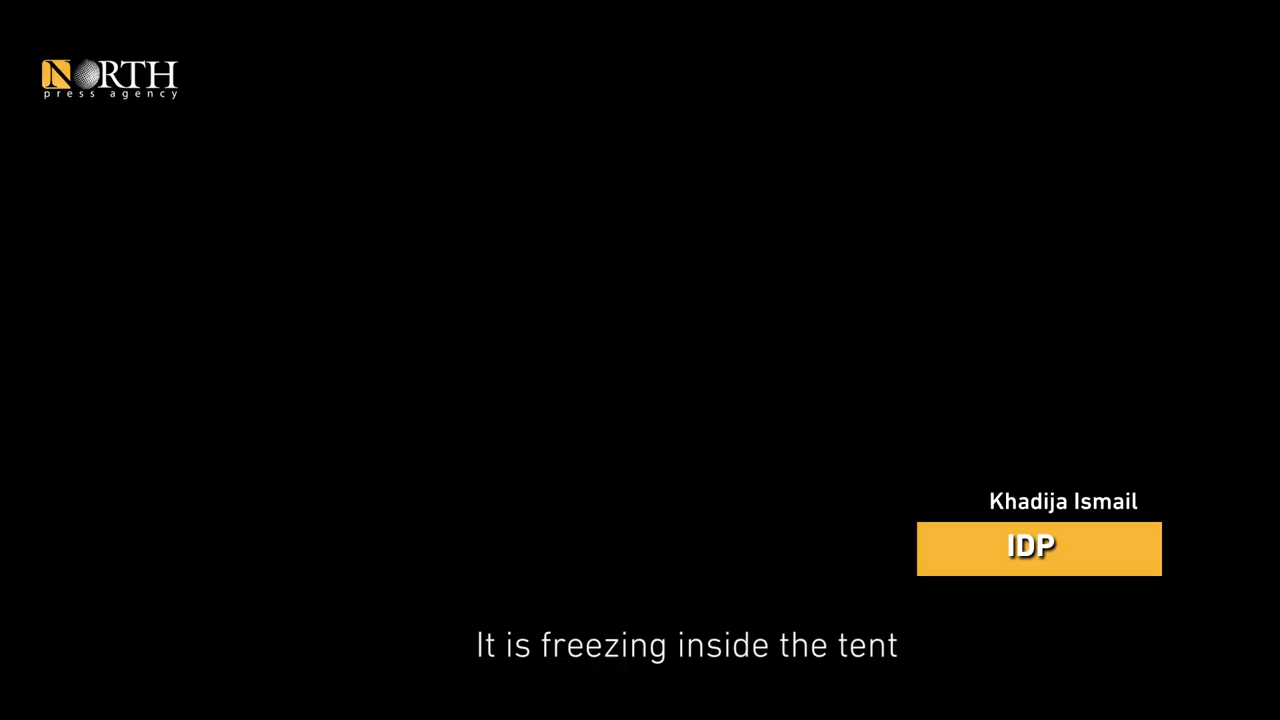 NORTH
press agency
Khadija Ismail
IDP
It is freezing inside the tent